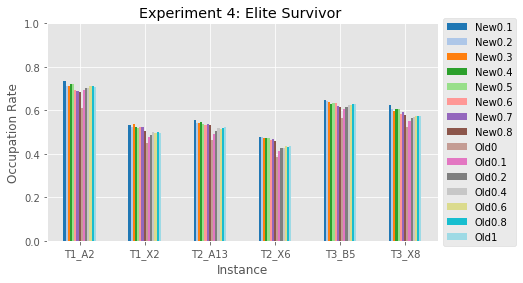 Experiment 4: Elite Survivor
1.0
0.8
0.6
0.4
0.2
0.0
Occupation Rate
T1_A2
T1_X2
T2_A13
T2_X6
T3_B5
T3_X8
Instance
New0.1
New0.2
New0.3
New0.4
New0.5
New0.6
New0.7
New0.8
Old0
Old0.1
Old0.2
Old0.4
Old0.6
Old0.8
Old1